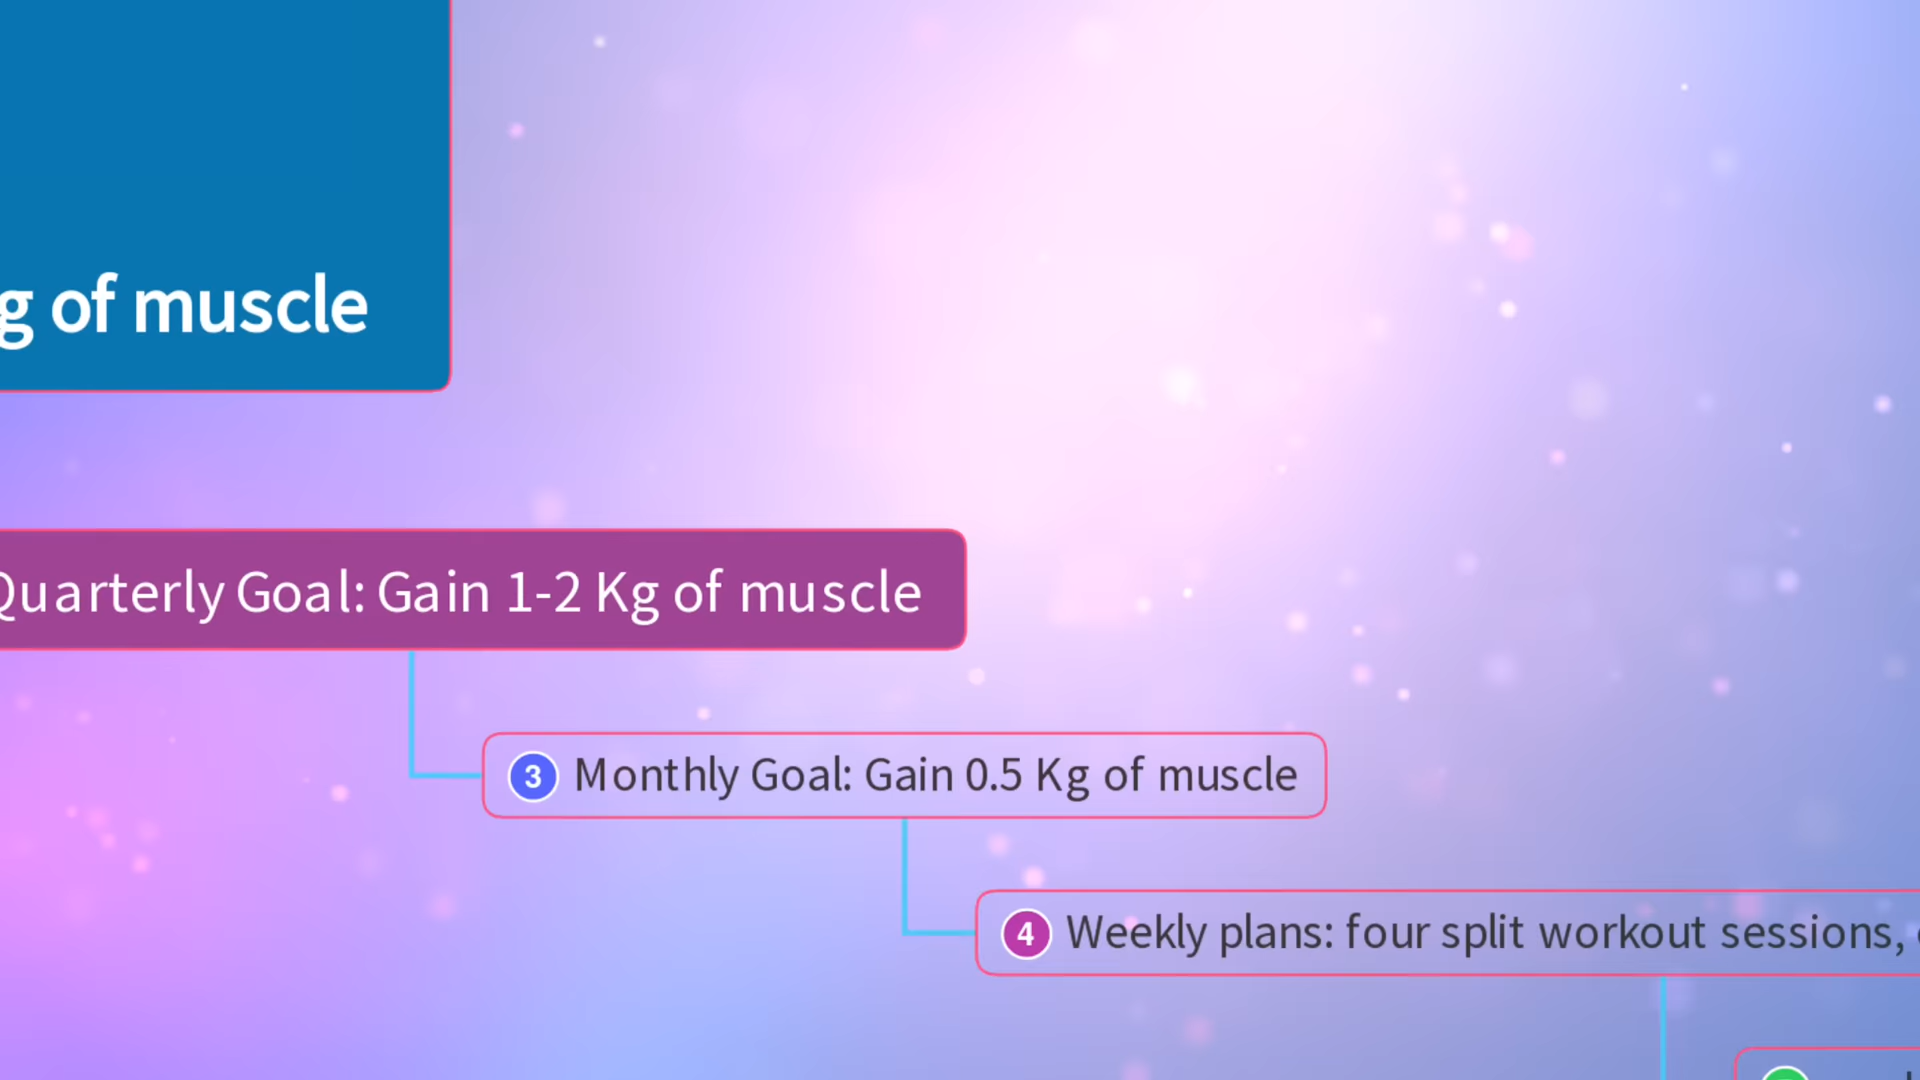 of muscle
Quarterly Goal: Gain 1-2 Kg of muscle
3 Monthly Goal: Gain 0.5 Kg of muscle
4 Weekly plans: four split workout sessions,